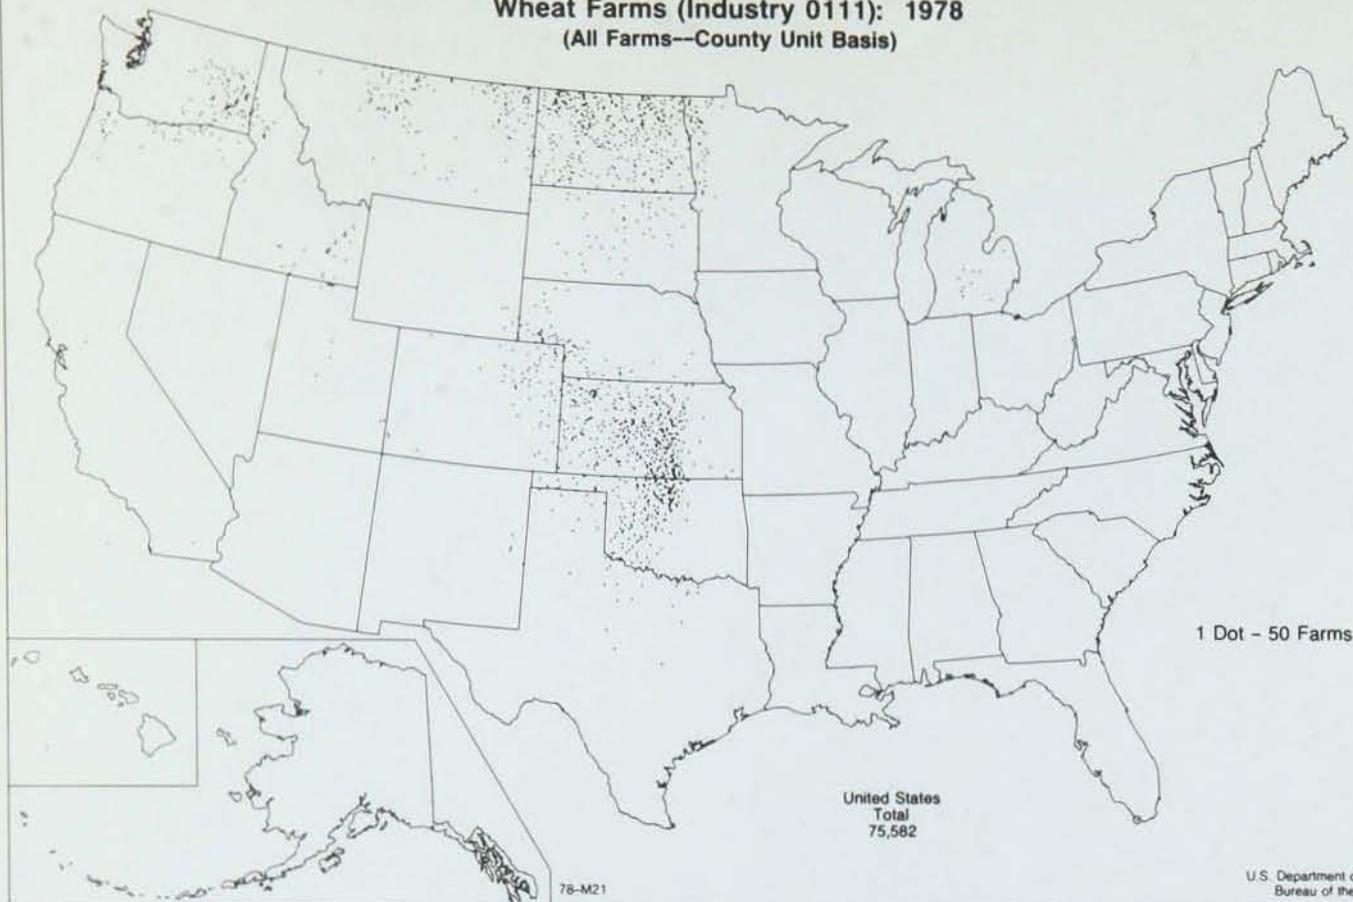 Wheat Farms (Industry 0111): 1978
(All Farms--County Unit Basis)
1 Dot - 50 Farms
United States
Total
75,582
78-M21
U.S. Department
Bureau of the